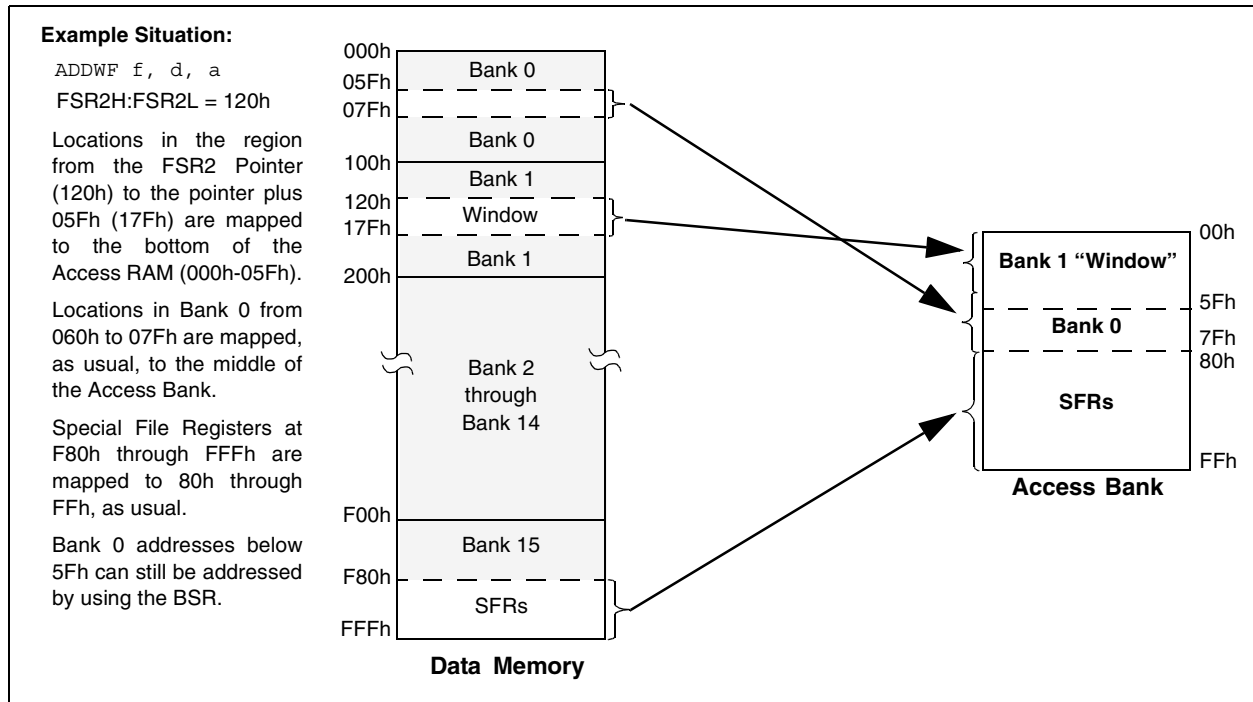 Example Situation:
ADDWF f, d, a
FSR2H:FSR2L = 120h
Locations in the region
from the FSR2 Pointer
(120h) to the pointer plus
05Fh (17Fh) are mapped
to the bottom of the
Access RAM (000h-05Fh).
Locations in Bank 0 from
060h to 07Fh are mapped,
as usual, to the middle of
the Access Bank.
Special File Registers at
F80h through FFFh are
mapped to 80h through
FFh, as usual.
Bank 0 addresses below
5Fh can still be addressed
by using the BSR.
000h
Bank 0
05Fh
07Fh
Bank 0
100h
Bank 1
120h
Window
17Fh
Bank 1
200h
Bank 2
through
Bank 14
F00h
Bank 15
F80h
SFRs
FFFh
Data Memory
00h
Bank 1 “Window”
5Fh
Bank 0
7Fh
80h
SFRs
FFh
Access Bank